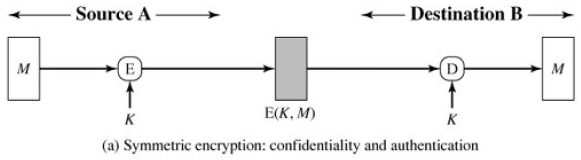 Source A Destination B
M E D M
K E(K, M) K
(a) Symmetric encryption: confidentiality and authentication